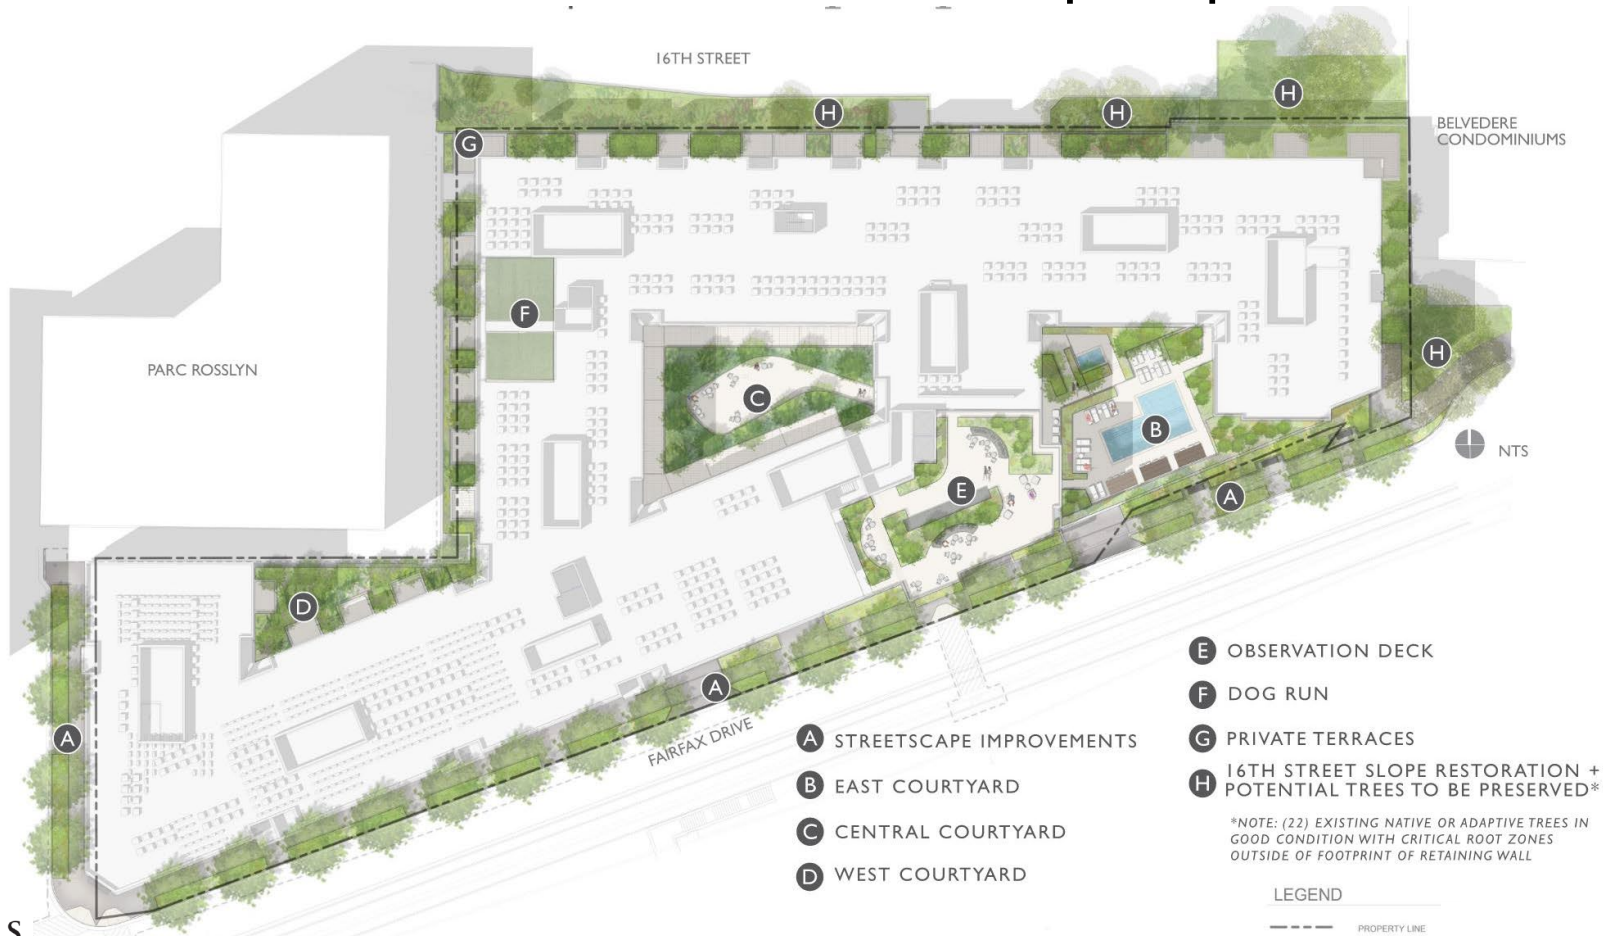 16TH STREET
H
H
H
BELVEDERE
CONDOMINIUMS
G
F
PARC ROSSLYN
H
C
B
NTS
E
A
D
A
A
FAIRFAX DRIVE
A STREETSCAPE IMPROVEMENTS
B EAST COURTYARD
C CENTRAL COURTYARD
D WEST COURTYARD
E OBSERVATION DECK
F DOG RUN
G PRIVATE TERRACES
H 16TH STREET SLOPE RESTORATION +
POTENTIAL TREES TO BE PRESERVED*
*NOTE: (22) EXISTING NATIVE OR ADAPTIVE TREES IN
GOOD CONDITION WITH CRITICAL ROOT ZONES
OUTSIDE OF FOOTPRINT OF RETAINING WALL
LEGEND
PROPERTY LINE
s